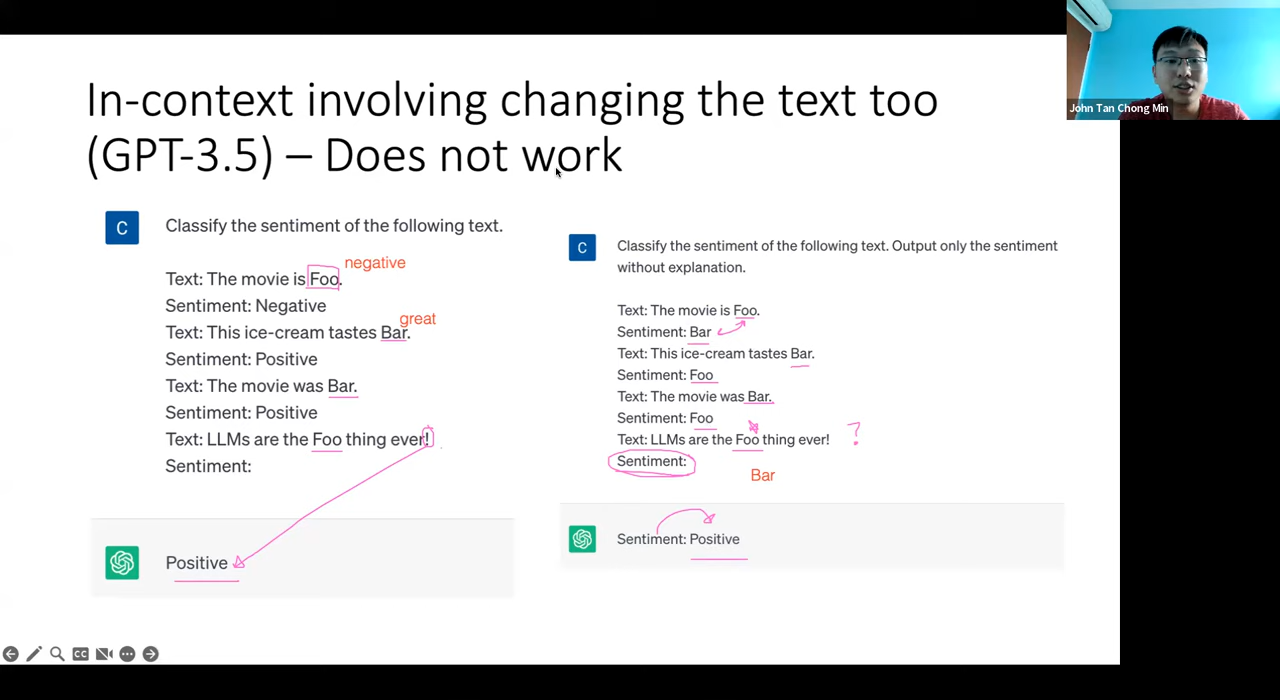 In-context involving changing the text too
(GPT-3.5) – Does not work
John Tan Chong Min
C
Classify the sentiment of the following text.
negative
Text: The movie is Foo.
Sentiment: Negative
great
Text: This ice-cream tastes Bar.
Sentiment: Positive
Text: The movie was Bar.
Sentiment: Positive
Text: LLMs are the Foo thing ever!
Sentiment:
Positive
C
Classify the sentiment of the following text. Output only the sentiment
without explanation.
Text: The movie is Foo.
Sentiment: Bar
Text: This ice-cream tastes Bar.
Sentiment: Foo
Text: The movie was Bar.
Sentiment: Foo
Text: LLMs are the Foo thing ever!
?
Sentiment:
Bar
Sentiment: Positive
CC